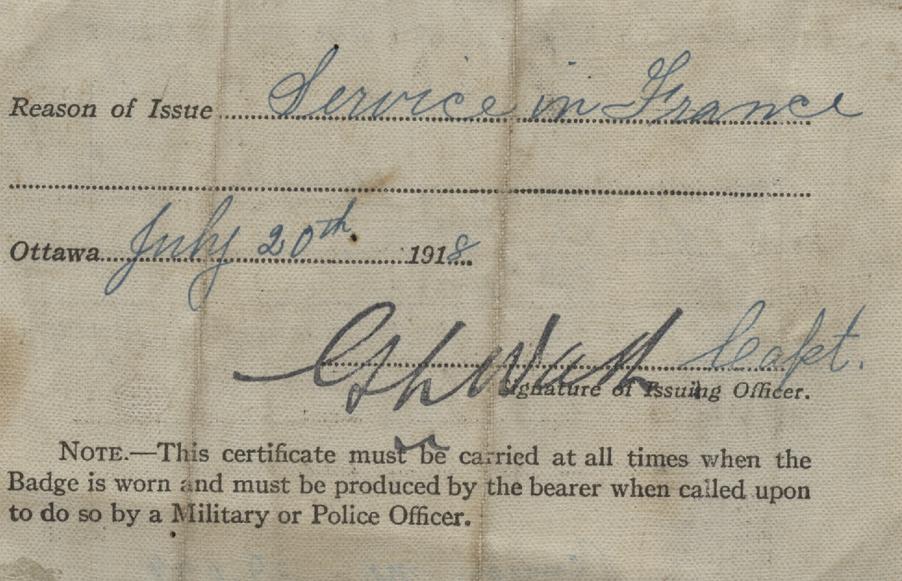 Reason of Issue Service in France
Ottawa July 20th 1918
Capt.
Signature of Issuing Officer.
NOTE.—This certificate must be carried at all times when the
Badge is worn and must be produced by the bearer when called upon
to do so by a Military or Police Officer.